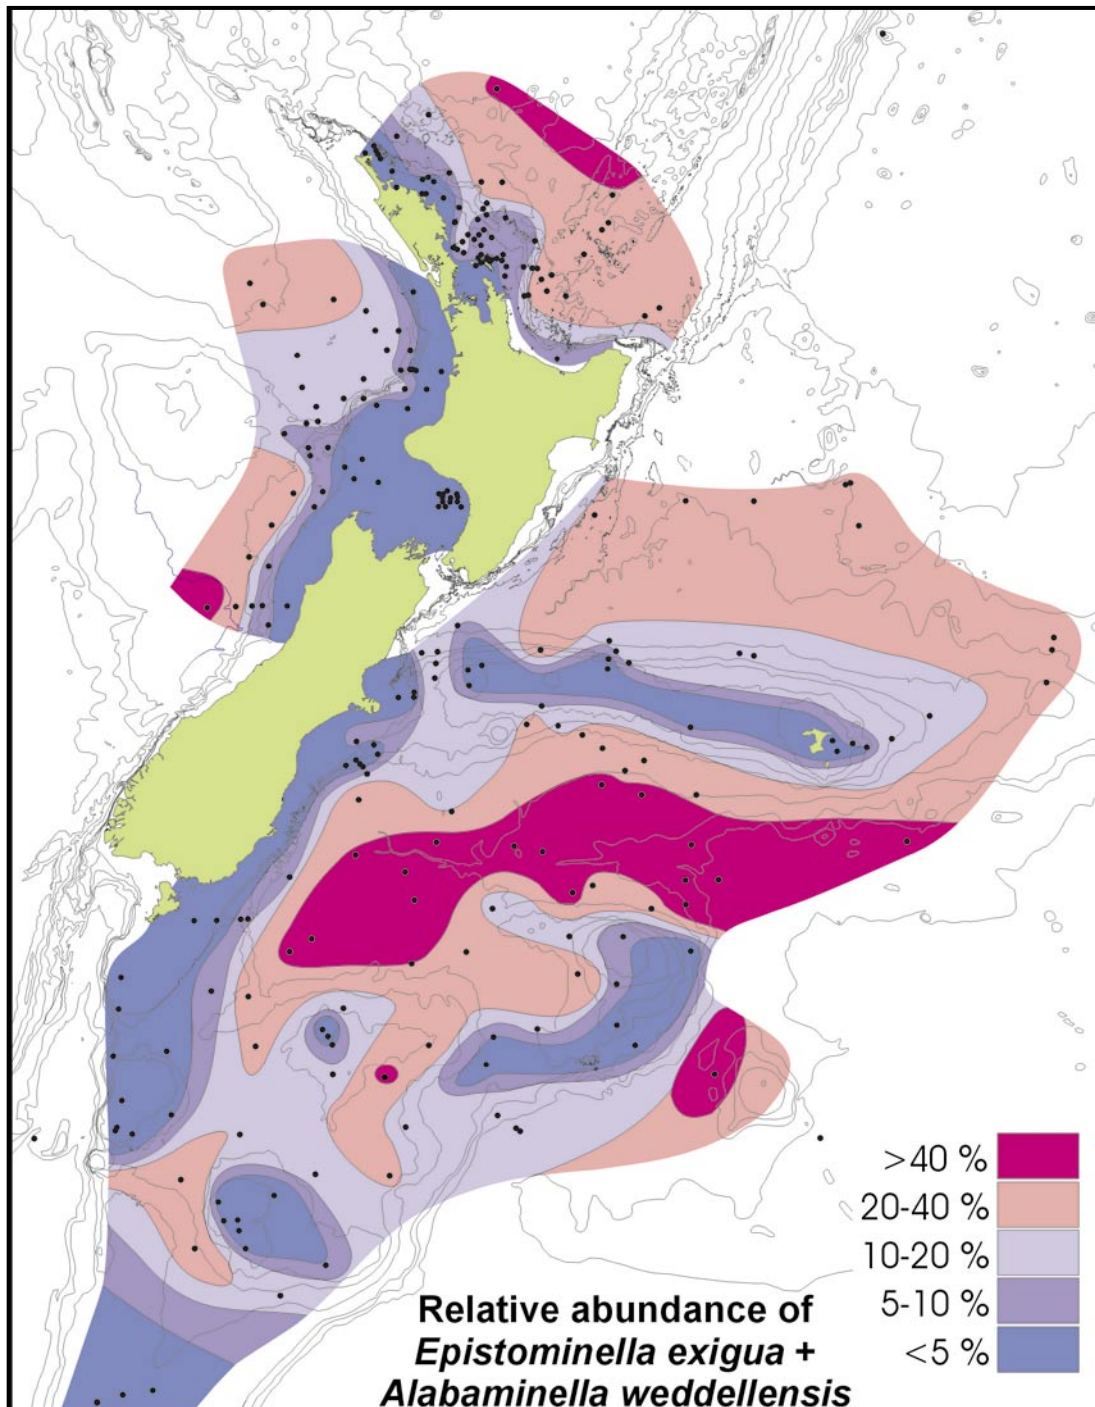 >40 %
20-40 %
10-20 %
5-10 %
<5 %
Relative abundance of
Epistominella exigua +
Alabaminella weddellensis